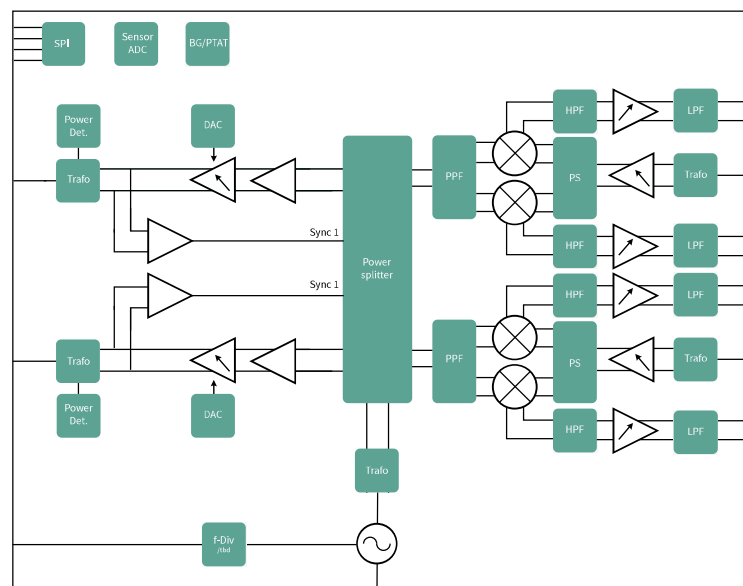 SPI
Sensor
ADC
BG/PTAT
Power
Det.
DAC
HPF
LPF
Trafo
PPF
PS
Trafo
Sync 1
HPF
LPF
Power
splitter
Sync 1
HPF
LPF
Trafo
PPF
PS
Trafo
Power
Det.
DAC
HPF
LPF
Trafo
f-Div
/tbd